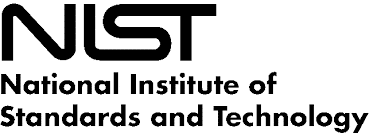 NIST
National Institute of
Standards and Technology